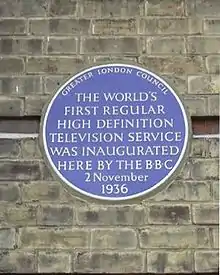 GREATER LONDON COUNCIL
THE WORLD'S
FIRST REGULAR
HIGH DEFINITION
TELEVISION SERVICE
WAS INAUGURATED
HERE BY THE BBC
2 November
1936